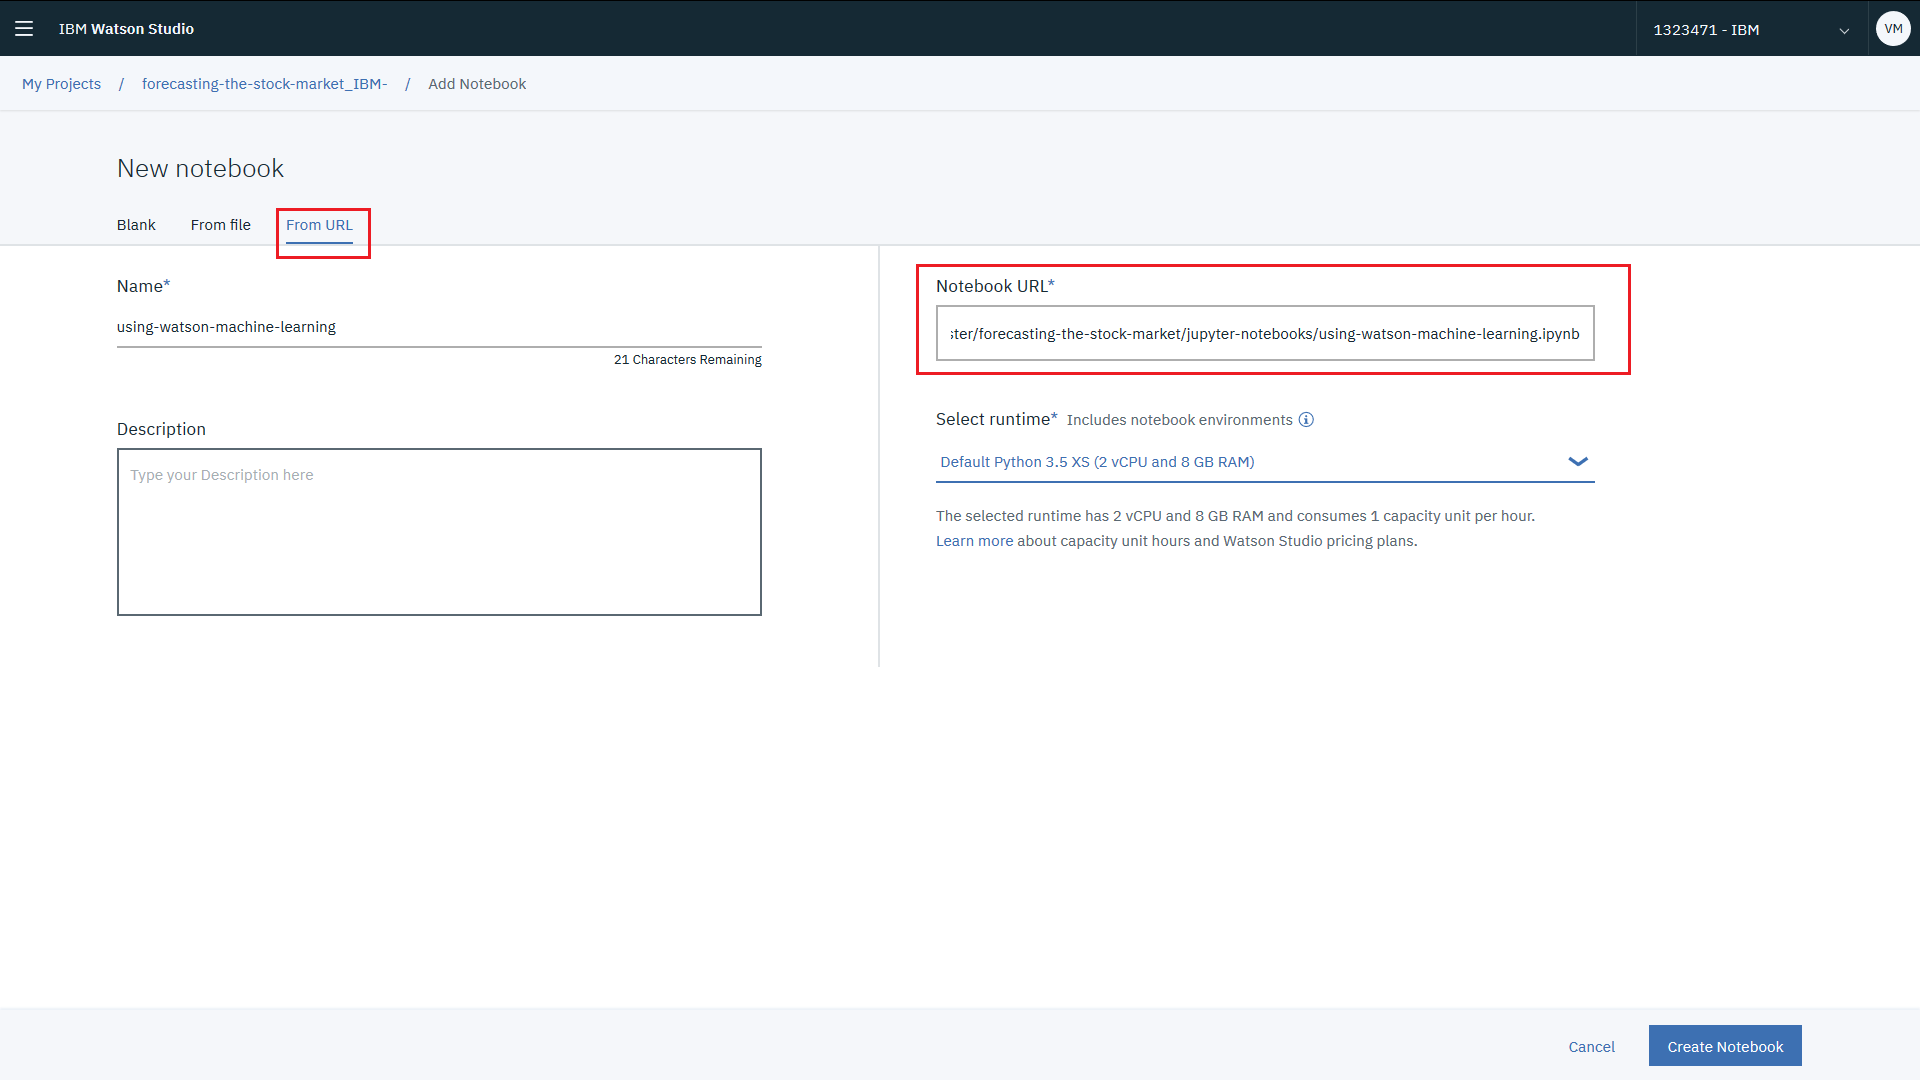 IBM Watson Studio
1323471 - IBM
VM
My Projects / forecasting-the-stock-market_IBM- / Add Notebook
New notebook
Blank From file From URL
Name*
using-watson-machine-learning
21 Characters Remaining
Description
Type your Description here
Notebook URL*
ster/forecasting-the-stock-market/jupyter-notebooks/using-watson-machine-learning.ipynb
Select runtime* Includes notebook environments
Default Python 3.5 XS (2 vCPU and 8 GB RAM)
The selected runtime has 2 vCPU and 8 GB RAM and consumes 1 capacity unit per hour.
Learn more about capacity unit hours and Watson Studio pricing plans.
Cancel
Create Notebook